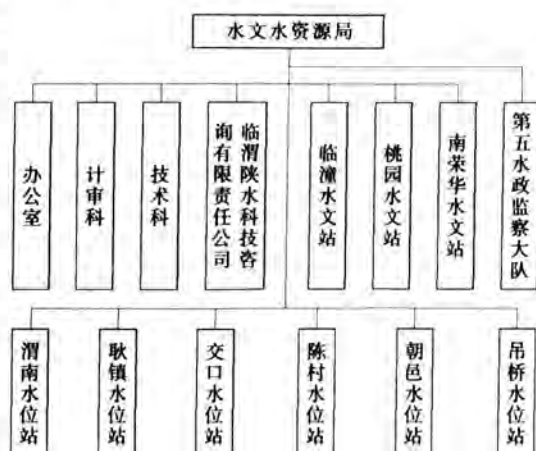 水文水资源局
办公室
计审科
技术科
临渭陕水科技咨
询有限责任公司
临潼水文站
桃园水文站
南荣华水文站
第五水政监察大队
渭南水位站
耿镇水位站
交口水位站
陈村水位站
朝邑水位站
吊桥水位站